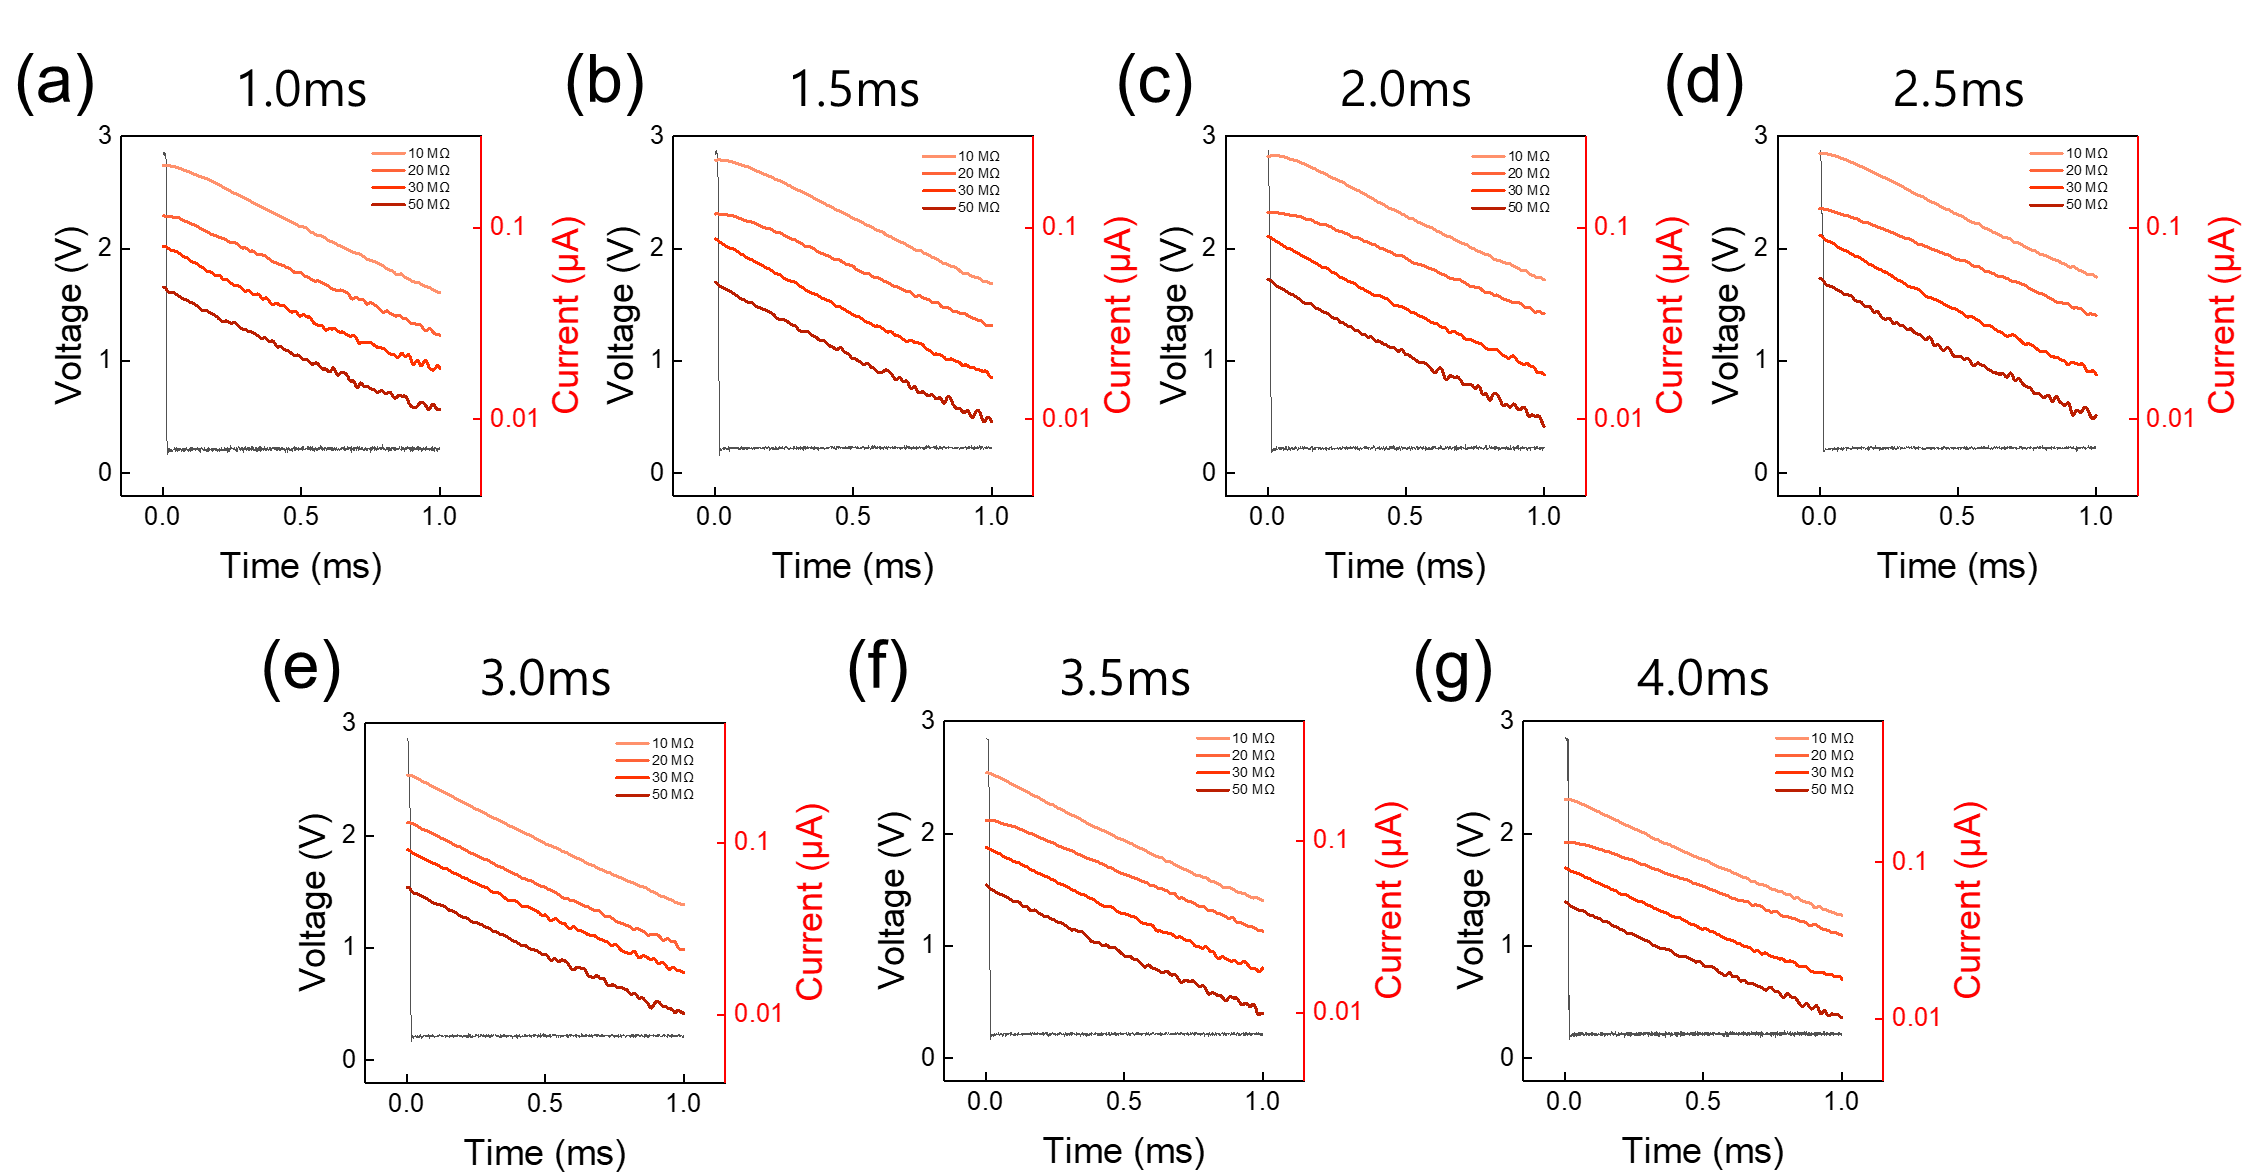 (a) 1.0ms
3
2
1
0
Voltage (V)
10 MΩ
20 MΩ
30 MΩ
50 MΩ
0.1
0.01
Current (µA)
0.0 0.5 1.0
Time (ms)
(b) 1.5ms
3
2
1
0
Voltage (V)
10 MΩ
20 MΩ
30 MΩ
50 MΩ
0.1
0.01
Current (µA)
0.0 0.5 1.0
Time (ms)
(c) 2.0ms
3
2
1
0
Voltage (V)
10 MΩ
20 MΩ
30 MΩ
50 MΩ
0.1
0.01
Current (µA)
0.0 0.5 1.0
Time (ms)
(d) 2.5ms
3
2
1
0
Voltage (V)
10 MΩ
20 MΩ
30 MΩ
50 MΩ
0.1
0.01
Current (µA)
0.0 0.5 1.0
Time (ms)
(e) 3.0ms
3
2
1
0
Voltage (V)
10 MΩ
20 MΩ
30 MΩ
50 MΩ
0.1
0.01
Current (µA)
0.0 0.5 1.0
Time (ms)
(f) 3.5ms
3
2
1
0
Voltage (V)
10 MΩ
20 MΩ
30 MΩ
50 MΩ
0.1
0.01
Current (µA)
0.0 0.5 1.0
Time (ms)
(g) 4.0ms
3
2
1
0
Voltage (V)
10 MΩ
20 MΩ
30 MΩ
50 MΩ
0.1
0.01
Current (µA)
0.0 0.5 1.0
Time (ms)